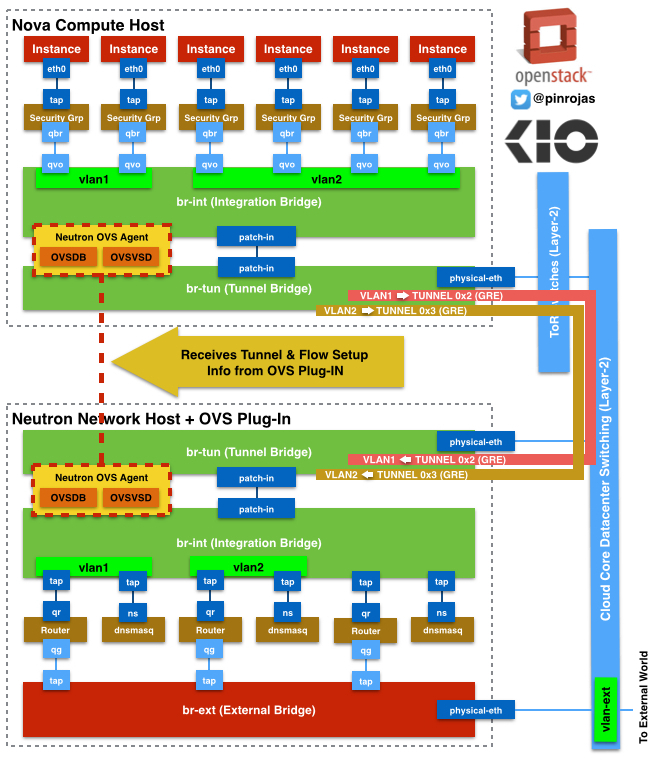 Nova Compute Host
Instance Instance Instance Instance Instance Instance
eth0 eth0 eth0 eth0 eth0 eth0
tap tap tap tap tap tap
Security Grp Security Grp Security Grp Security Grp Security Grp Security Grp
qbr qbr qbr qbr qbr qbr
qvo qvo qvo qvo qvo qvo
vlan1 vlan2
br-int (Integration Bridge)
Neutron OVS Agent
OVSDB OVSVSD
patch-in
patch-in
br-tun (Tunnel Bridge)
physical-eth
VLAN1 TUNNEL 0x2 (GRE)
VLAN2 TUNNEL 0x3 (GRE)
openstack™
@pinrojas
KIO
(Layer-2)
Cloud Core Datacenter Switching (Layer-2)
Receives Tunnel & Flow Setup
Info from OVS Plug-IN
Neutron Network Host + OVS Plug-In
br-tun (Tunnel Bridge)
physical-eth
VLAN1 TUNNEL 0x2 (GRE)
VLAN2 TUNNEL 0x3 (GRE)
Neutron OVS Agent
OVSDB OVSVSD
patch-in
patch-in
br-int (Integration Bridge)
vlan1 vlan2
tap tap tap tap tap tap
qr ns qr ns qr ns
Router dnsmasq Router dnsmasq Router dnsmasq
qg qg qg
tap tap tap
br-ext (External Bridge)
physical-eth
vlan-ext
To External World